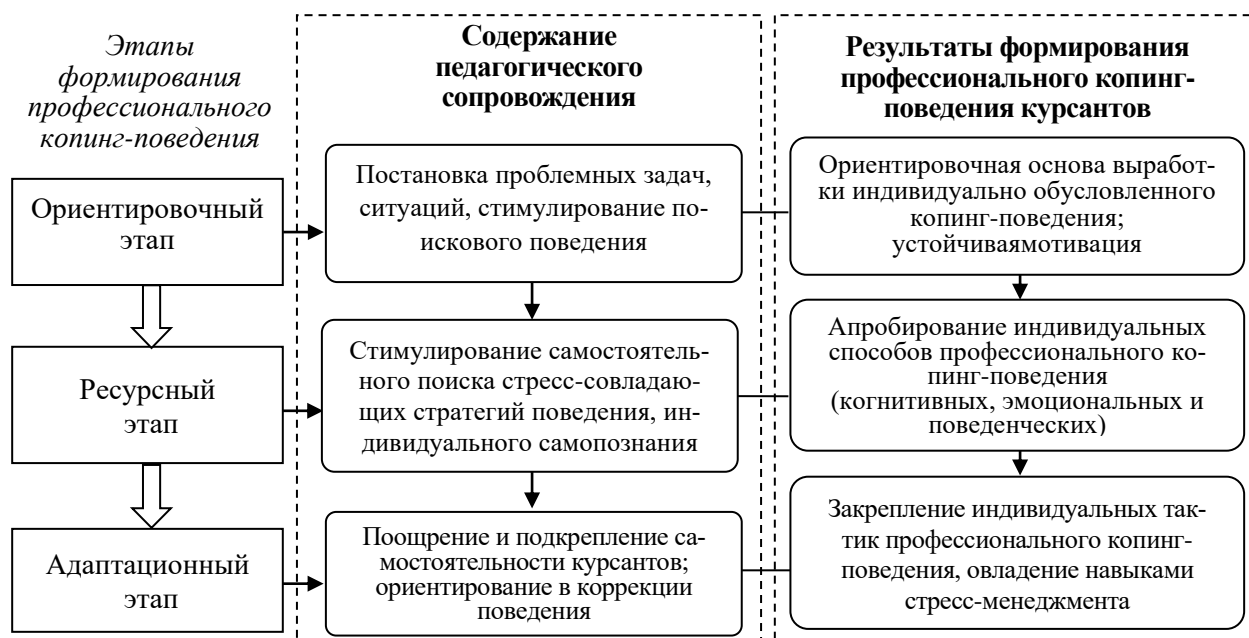 Этапы
формирования
профессионального
копинг-поведения
Содержание
педагогического
сопровождения
Результаты формирования
профессионального копинг-
поведения курсантов
Ориентировочный
этап
Постановка проблемных задач,
ситуаций, стимулирование по-
искового поведения
Ориентировочная основа выработ-
ки индивидуально обусловленного
копинг-поведения;
устойчиваямотивация
Ресурсный
этап
Стимулирование самостоятель-
ного поиска стресс-совладаю-
щих стратегий поведения, ин-
дивидуального самопознания
Апробирование индивидуальных
способов профессионального ко-
пинг-поведения
(когнитивных, эмоциональных и
поведенческих)
Адаптационный
этап
Поощрение и подкрепление са-
мостоятельности курсантов;
ориентирование в коррекции
поведения
Закрепление индивидуальных так-
тик профессионального копинг-
поведения, овладение навыками
стресс-менеджмента